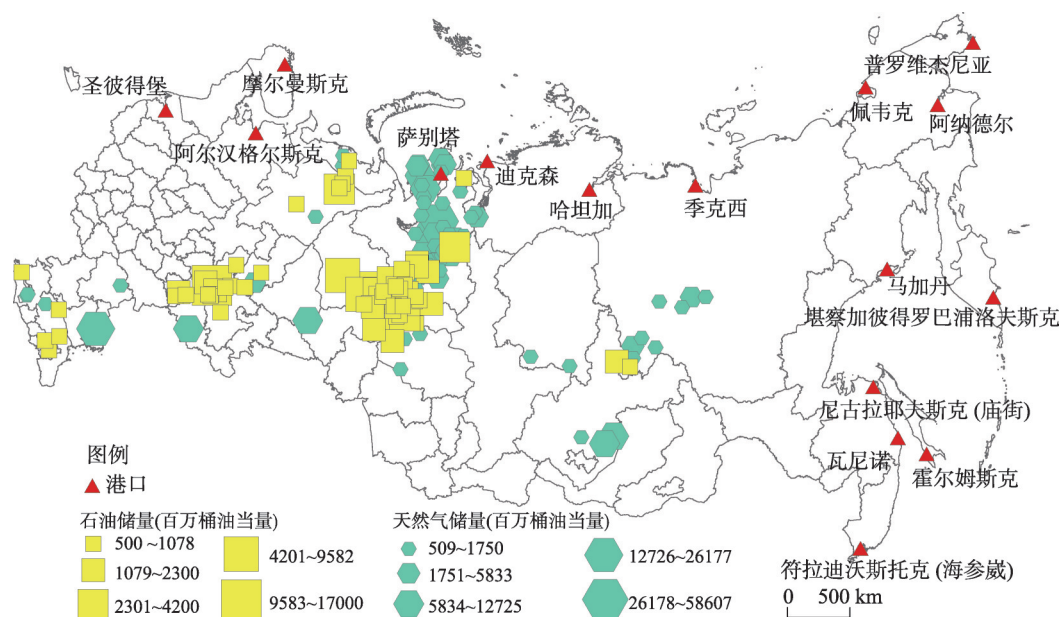 圣彼得堡
摩尔曼斯克
阿尔汉格尔斯克
萨别塔
迪克森
哈坦加
季克西
普罗维杰尼亚
佩韦克
阿纳德尔
马加丹
堪察加彼得罗巴浦洛夫斯克
尼古拉耶夫斯克 (庙街)
瓦尼诺
霍尔姆斯克
符拉迪沃斯托克 (海参崴)
图例
港口
石油储量(百万桶油当量)
500 ~1078
1079~2300
2301~4200
4201~9582
9583~17000
天然气储量(百万桶油当量)
509~1750
1751~5833
5834~12725
12726~26177
26178~58607
0 500 km